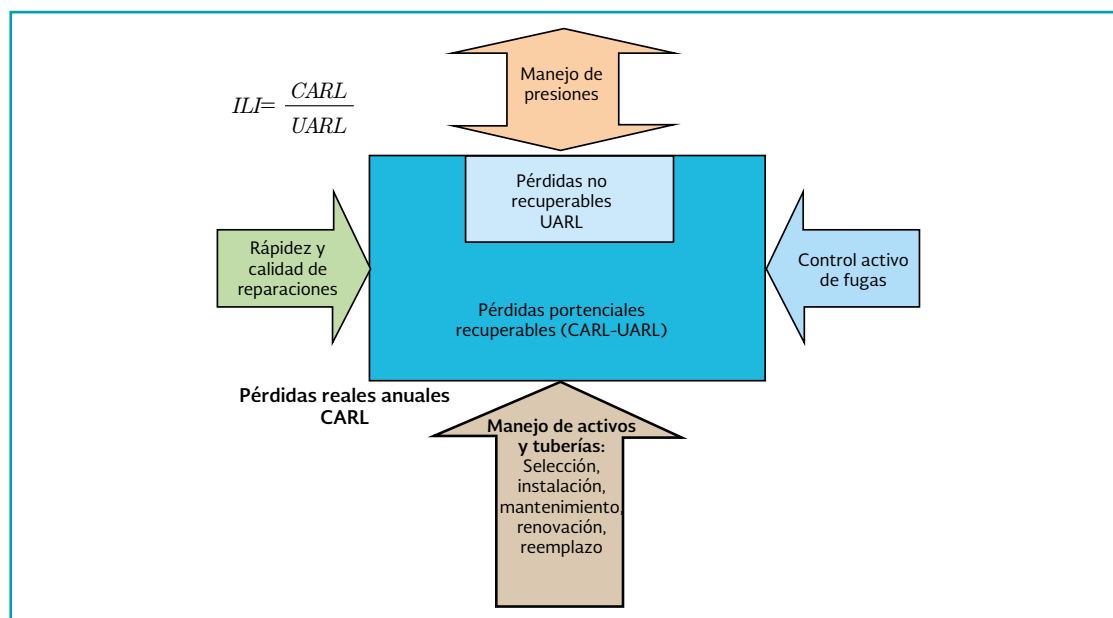 Manejo de
presiones
ILI= CARL
UARL
Pérdidas no
recuperables
UARL
Rápidez y
calidad de
reparaciones
Control activo
de fugas
Pérdidas portenciales
recuperables (CARL-UARL)
Pérdidas reales anuales
CARL
Manejo de activos
y tuberías:
Selección,
instalación,
mantenimiento,
renovación,
reemplazo